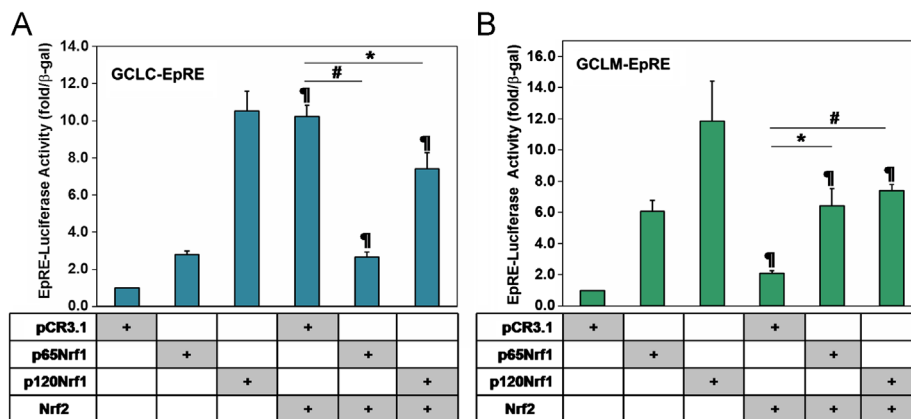 A
EpRE-Luciferase Activity (fold/β-gal)
14.0
12.0
10.0
8.0
6.0
4.0
2.0
0.0
GCLC-EpRE
*
#
¶
¶
¶
pCR3.1 + +
p65Nrf1 + +
p120Nrf1 + +
Nrf2 + + +
B
EpRE-Luciferase Activity (fold/β-gal)
16.0
14.0
12.0
10.0
8.0
6.0
4.0
2.0
0.0
GCLM-EpRE
#
*
¶
¶
¶
pCR3.1 + +
p65Nrf1 + +
p120Nrf1 + +
Nrf2 + + +